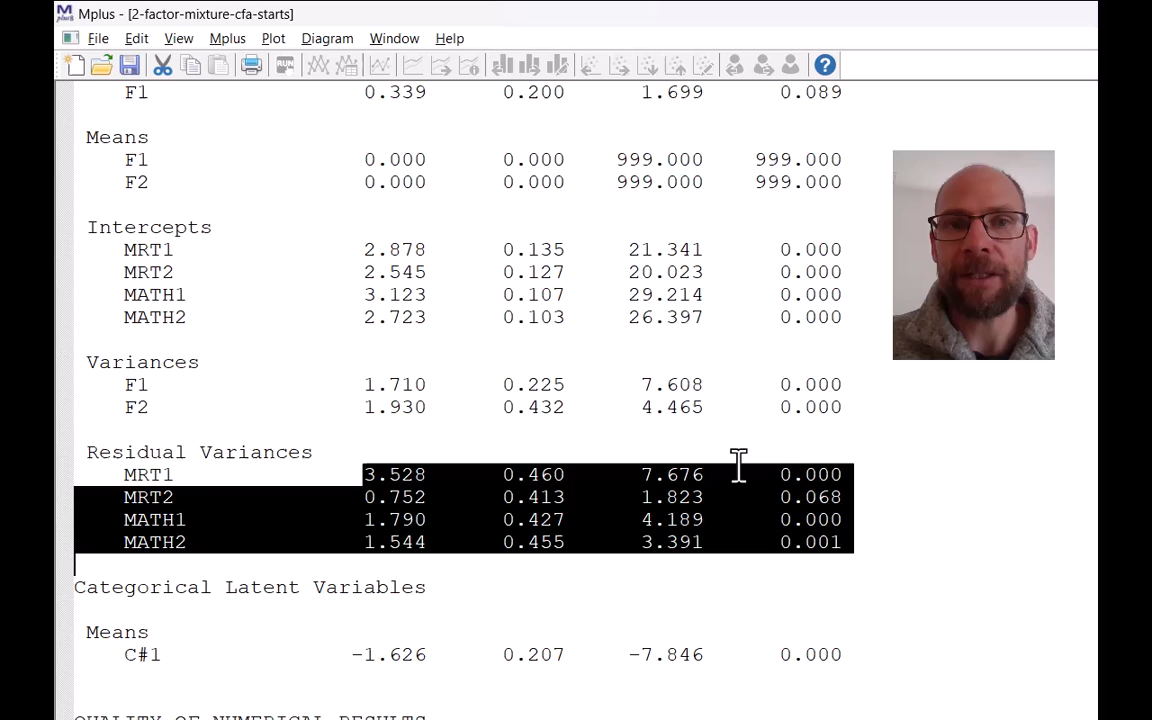 Mplus - [2-factor-mixture-cfa-starts]
File Edit View Mplus Plot Diagram Window Help
F1 0.339 0.200 1.699 0.089
Means
F1 0.000 0.000 999.000 999.000
F2 0.000 0.000 999.000 999.000
Intercepts
MRT1 2.878 0.135 21.341 0.000
MRT2 2.545 0.127 20.023 0.000
MATH1 3.123 0.107 29.214 0.000
MATH2 2.723 0.103 26.397 0.000
Variances
F1 1.710 0.225 7.608 0.000
F2 1.930 0.432 4.465 0.000
Residual Variances
MRT1 3.528 0.460 7.676 0.000
MRT2 0.752 0.413 1.823 0.068
MATH1 1.790 0.427 4.189 0.000
MATH2 1.544 0.455 3.391 0.001
Categorical Latent Variables
Means
C#1 -1.626 0.207 -7.846 0.000
QUALITY OF NUMERICAL RESULTS